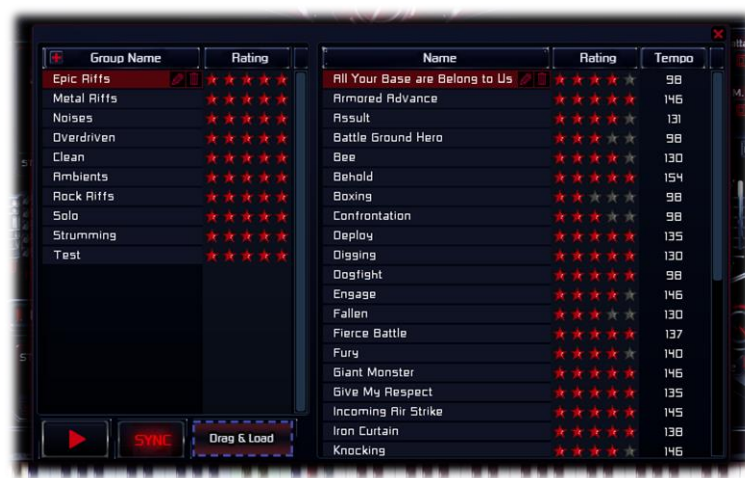 Group Name Rating
Epic Riffs
Metal Riffs
Noises
Overdriven
Clean
Ambients
Rock Riffs
Solo
Strumming
Test
SYNC
Drag & Load
Name Rating Tempo
All Your Base are Belong to Us 98
Armored Advance 146
Assult 131
Battle Ground Hero 98
Bee 130
Behold 154
Boxing 98
Confrontation 98
Deploy 135
Digging 130
Dogfight 98
Engage 146
Fallen 130
Fierce Battle 137
Fury 140
Giant Monster 146
Give My Respect 135
Incoming Air Strike 145
Iron Curtain 138
Knocking 146